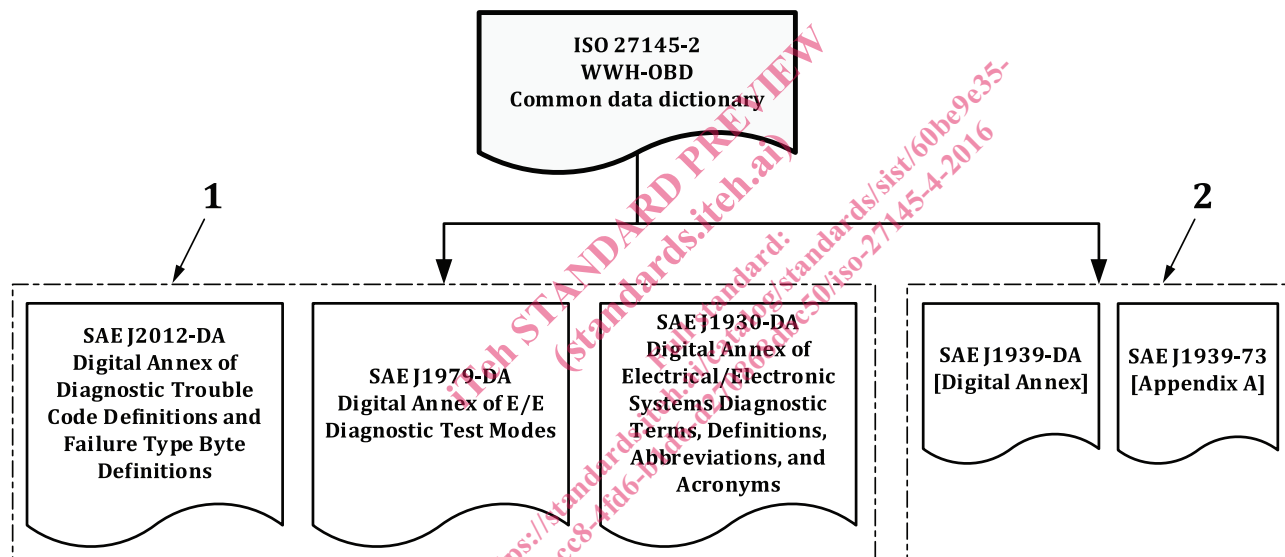 ISO 27145-2
WWH-OBD
Common data dictionary
1
2
SAE J2012-DA
Digital Annex of
Diagnostic Trouble
Code Definitions and
Failure Type Byte
Definitions
SAE J1979-DA
Digital Annex of E/E
Diagnostic Test Modes
SAE J1930-DA
Digital Annex of
Electrical/Electronic
Systems Diagnostic
Terms, Definitions,
Abbreviations, and
Acronyms
SAE J1939-DA
[Digital Annex]
SAE J1939-73
[Appendix A]
iTeh STANDARD PREVIEW
(standards.iteh.ai)
Full standard: